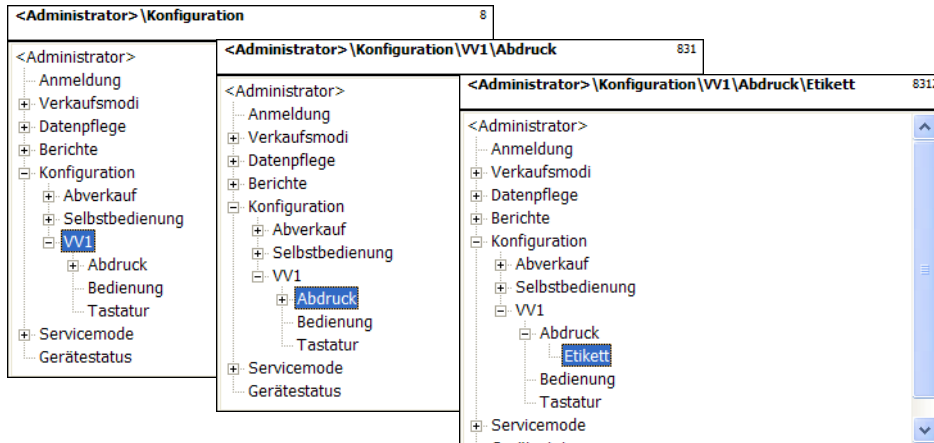 <Administrator>\Konfiguration 8
<Administrator>
Anmeldung
Verkaufsmodi
Datenpflege
Berichte
Konfiguration
Abverkauf
Selbstbedienung
VV1
Abdruck
Bedienung
Tastatur
Servicemode
Gerätestatus
<Administrator>\Konfiguration\VV1\Abdruck 831
<Administrator>
Anmeldung
Verkaufsmodi
Datenpflege
Berichte
Konfiguration
Abverkauf
Selbstbedienung
VV1
Abdruck
Bedienung
Tastatur
Servicemode
Gerätestatus
<Administrator>\Konfiguration\VV1\Abdruck\Etikett
<Administrator>
Anmeldung
Verkaufsmodi
Datenpflege
Berichte
Konfiguration
Abverkauf
Selbstbedienung
VV1
Abdruck
Etikett
Bedienung
Tastatur
Servicemode